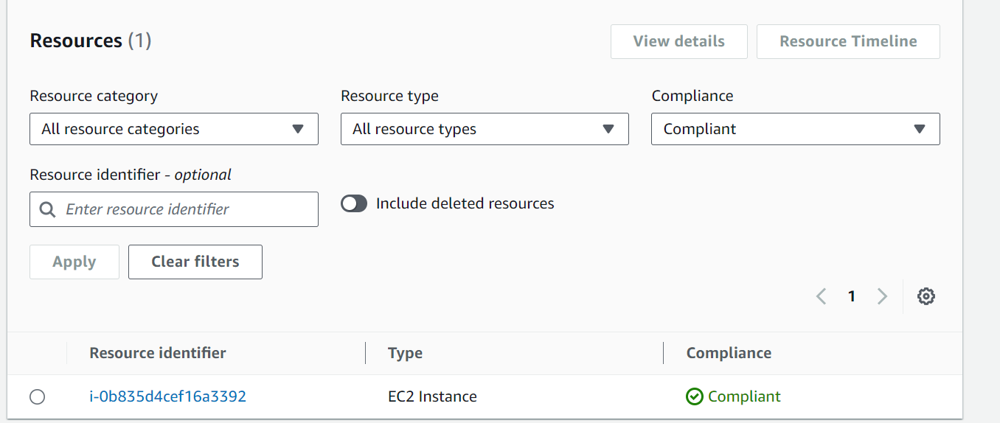 Resources (1)
View details
Resource Timeline
Resource category
Resource type
Compliance
All resource categories
All resource types
Compliant
Resource identifier - optional
Enter resource identifier
Include deleted resources
Apply
Clear filters
1
Resource identifier
Type
Compliance
i-0b835d4cef16a3392
EC2 Instance
Compliant